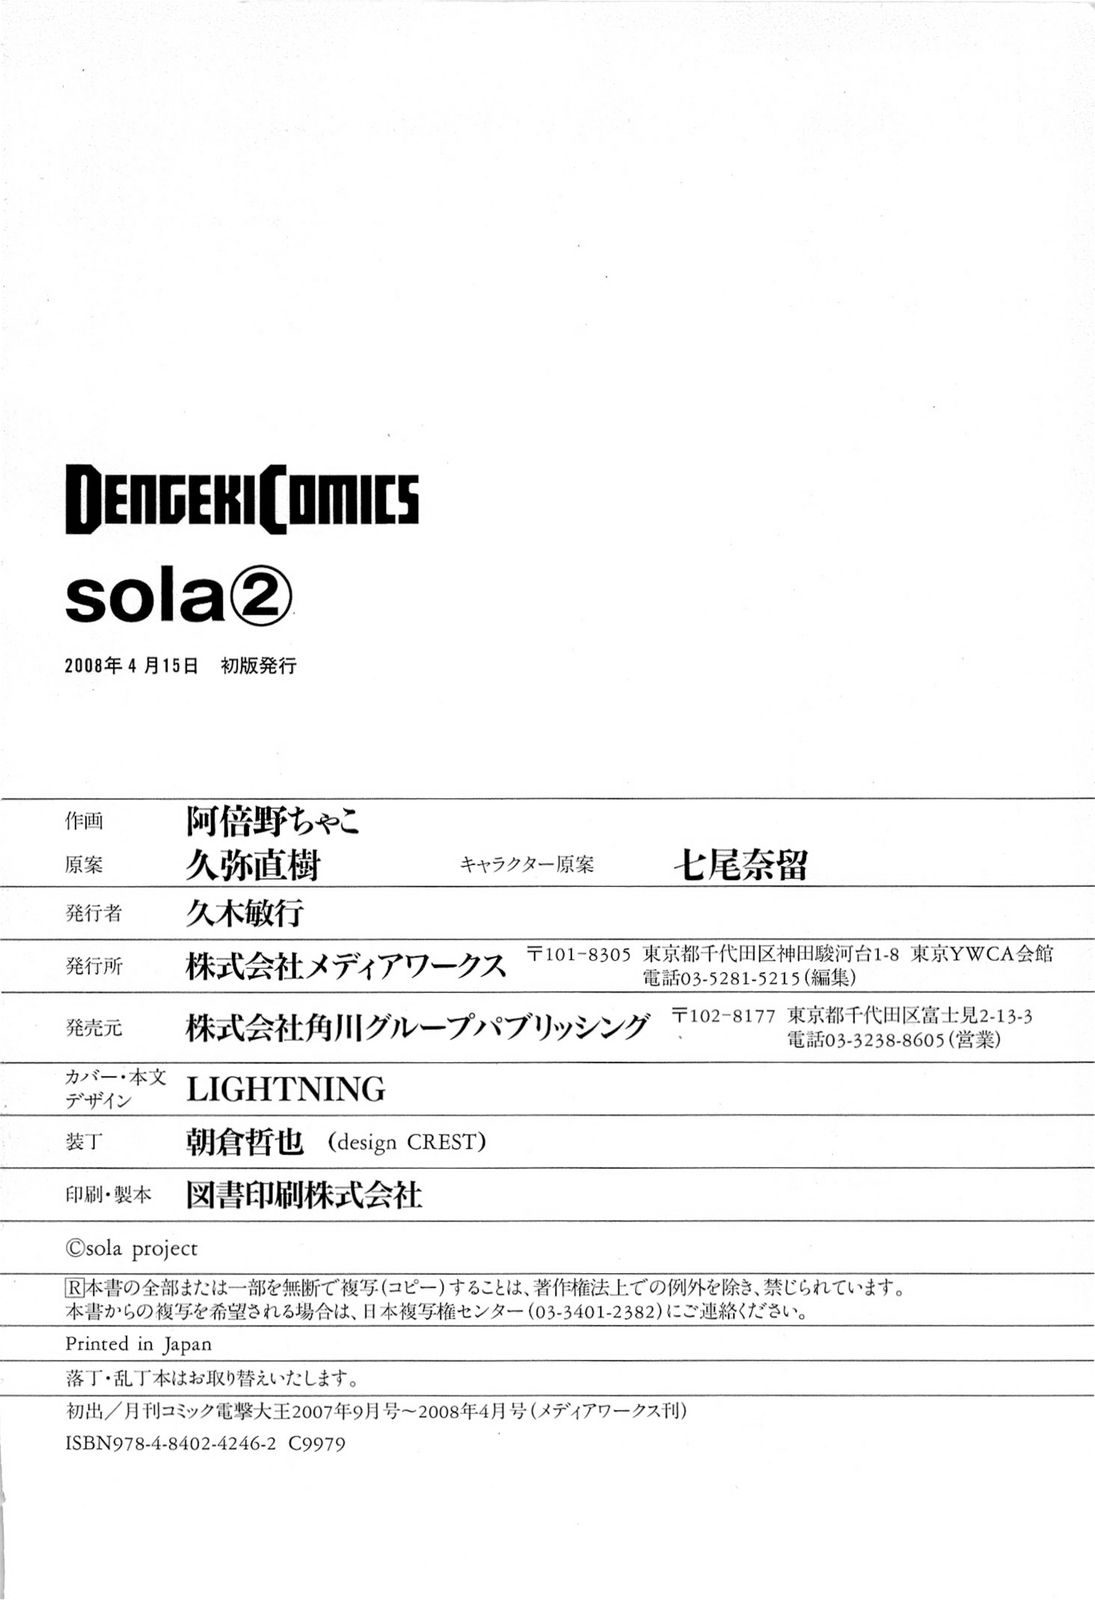 DENGEKI COMICS
sola②
2008年4月15日　初版発行
作画　阿倍野ちゃこ
原案　久弥直樹　キャラクター原案　七尾奈留
発行者　久木敏行
発行所　株式会社メディアワークス　〒101-8305　東京都千代田区神田駿河台1-8　東京YWCA会館
電話03-5281-5215（編集）
発売元　株式会社角川グループパブリッシング　〒102-8177　東京都千代田区富士見2-13-3
電話03-3238-8605（営業）
カバー・本文
デザイン　LIGHTNING
装丁　朝倉哲也　（design CREST）
印刷・製本　図書印刷株式会社
©sola project
Ⓡ本書の全部または一部を無断で複写（コピー）することは、著作権法上での例外を除き、禁じられています。
本書からの複写を希望される場合は、日本複写権センター（03-3401-2382）にご連絡ください。
Printed in Japan
落丁・乱丁本はお取り替えいたします。
初出／月刊コミック電撃大王2007年9月号〜2008年4月号（メディアワークス刊）
ISBN978-4-8402-4246-2 C9979